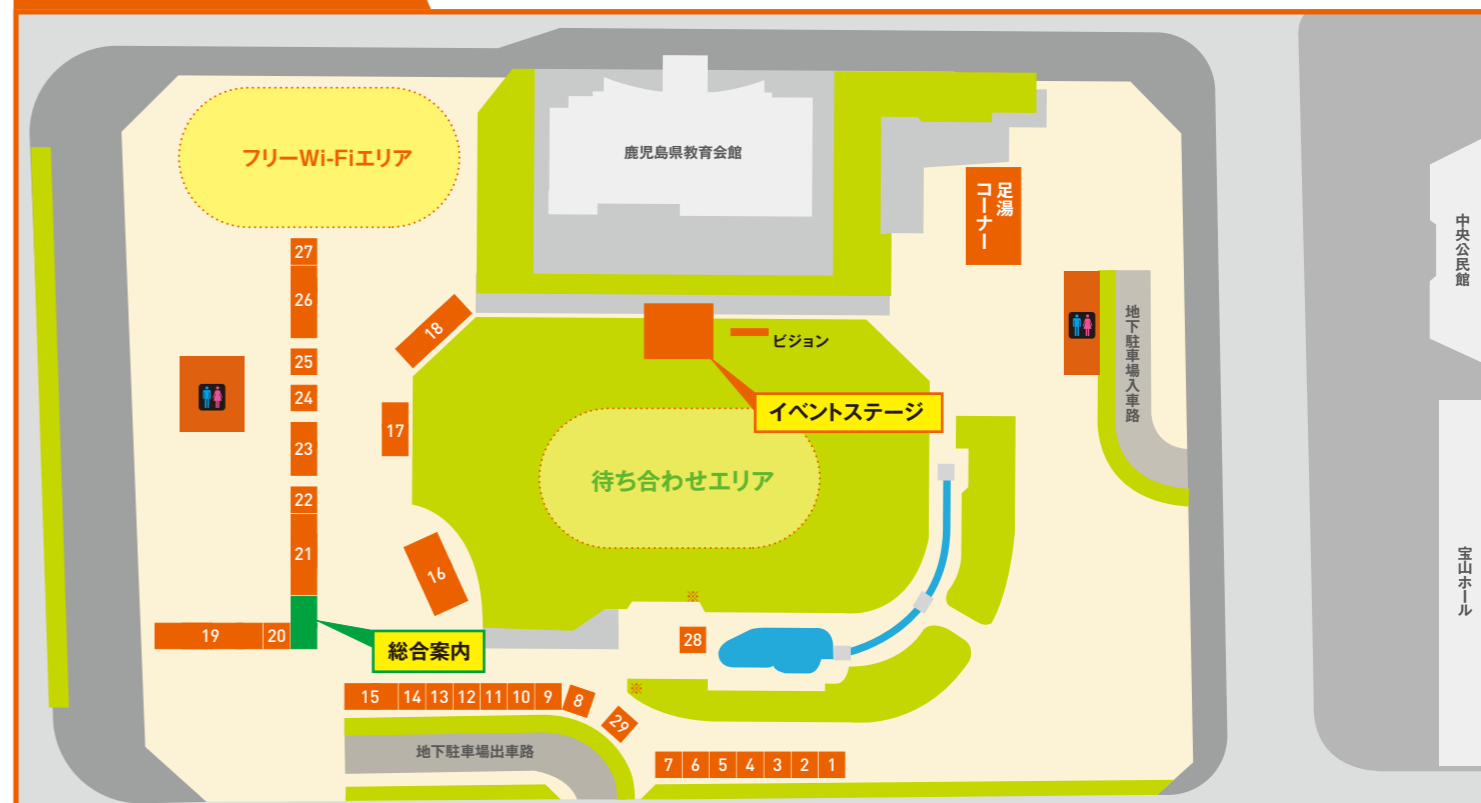 フリーWi-Fiエリア
鹿児島県教育会館
足湯
コーナー
中央公民館
27
26
18
ビジョン
地下駐車場入車路
25
24
イベントステージ
17
23
待ち合わせエリア
22
21
16
宝山ホール
※
19
20
総合案内
28
※
15
14
13
12
11
10
9
8
29
地下駐車場出車路
7
6
5
4
3
2
1